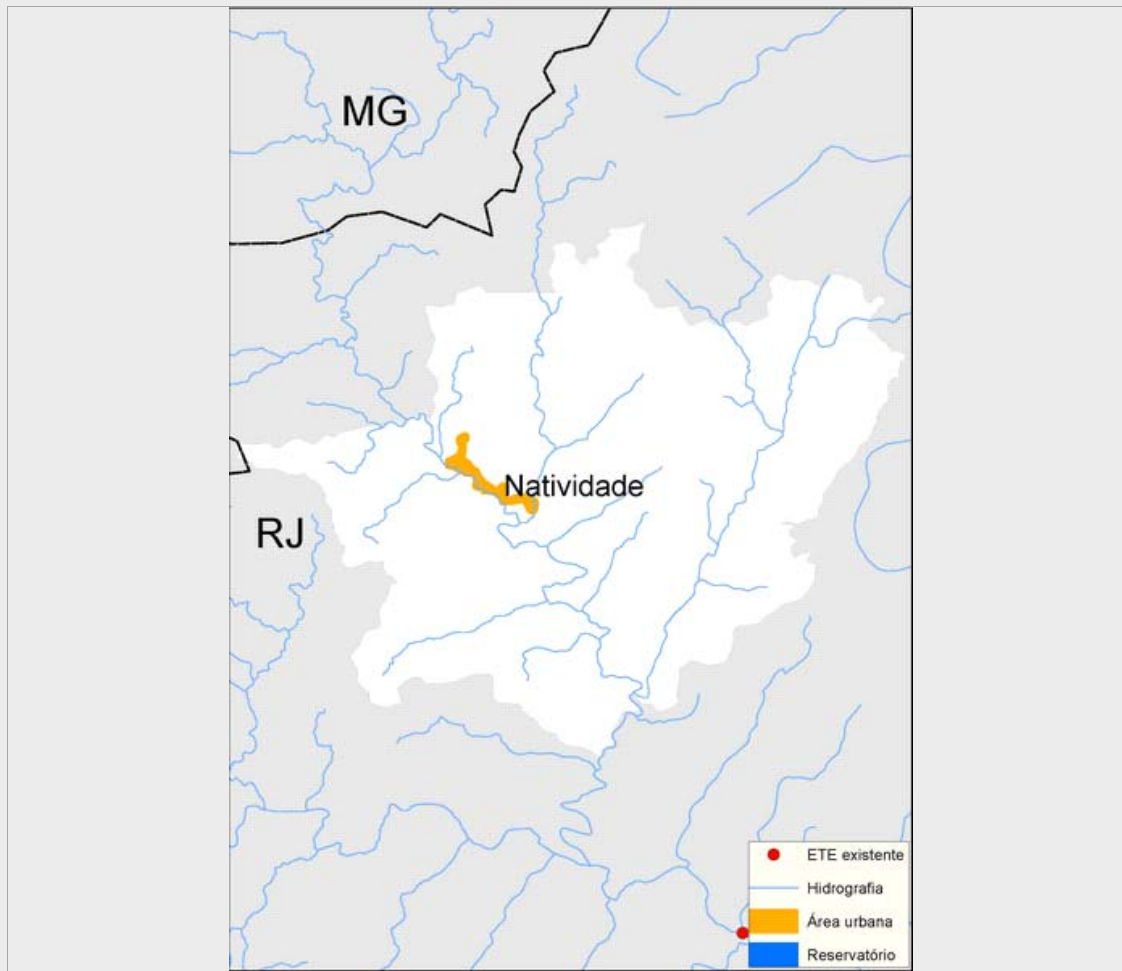 MG
Natividade
RJ
ETE existente
Hidrografia
Área urbana
Reservatório